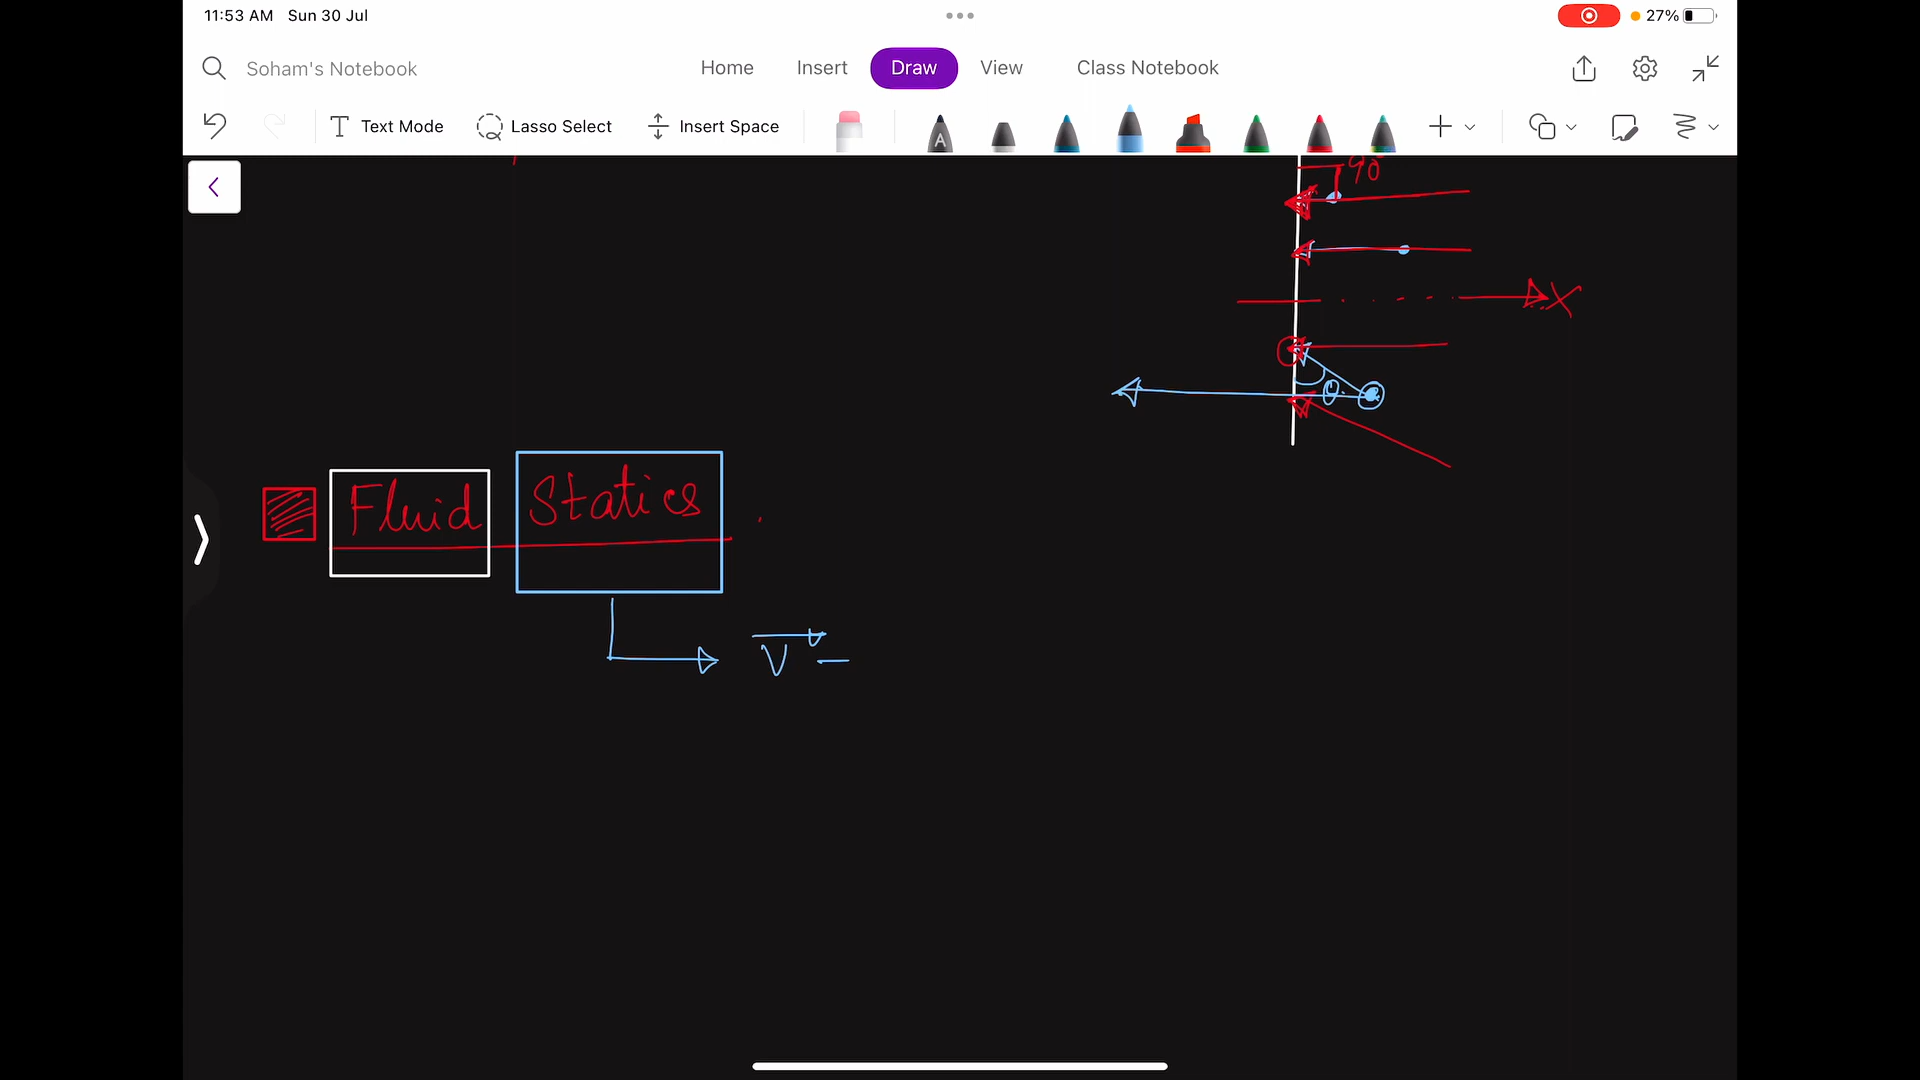 11:53 AM Sun 30 Jul 27%
Soham's Notebook Home Insert Draw View Class Notebook
Text Mode Lasso Select Insert Space A
90°
X
θ
Fluid Statics
V